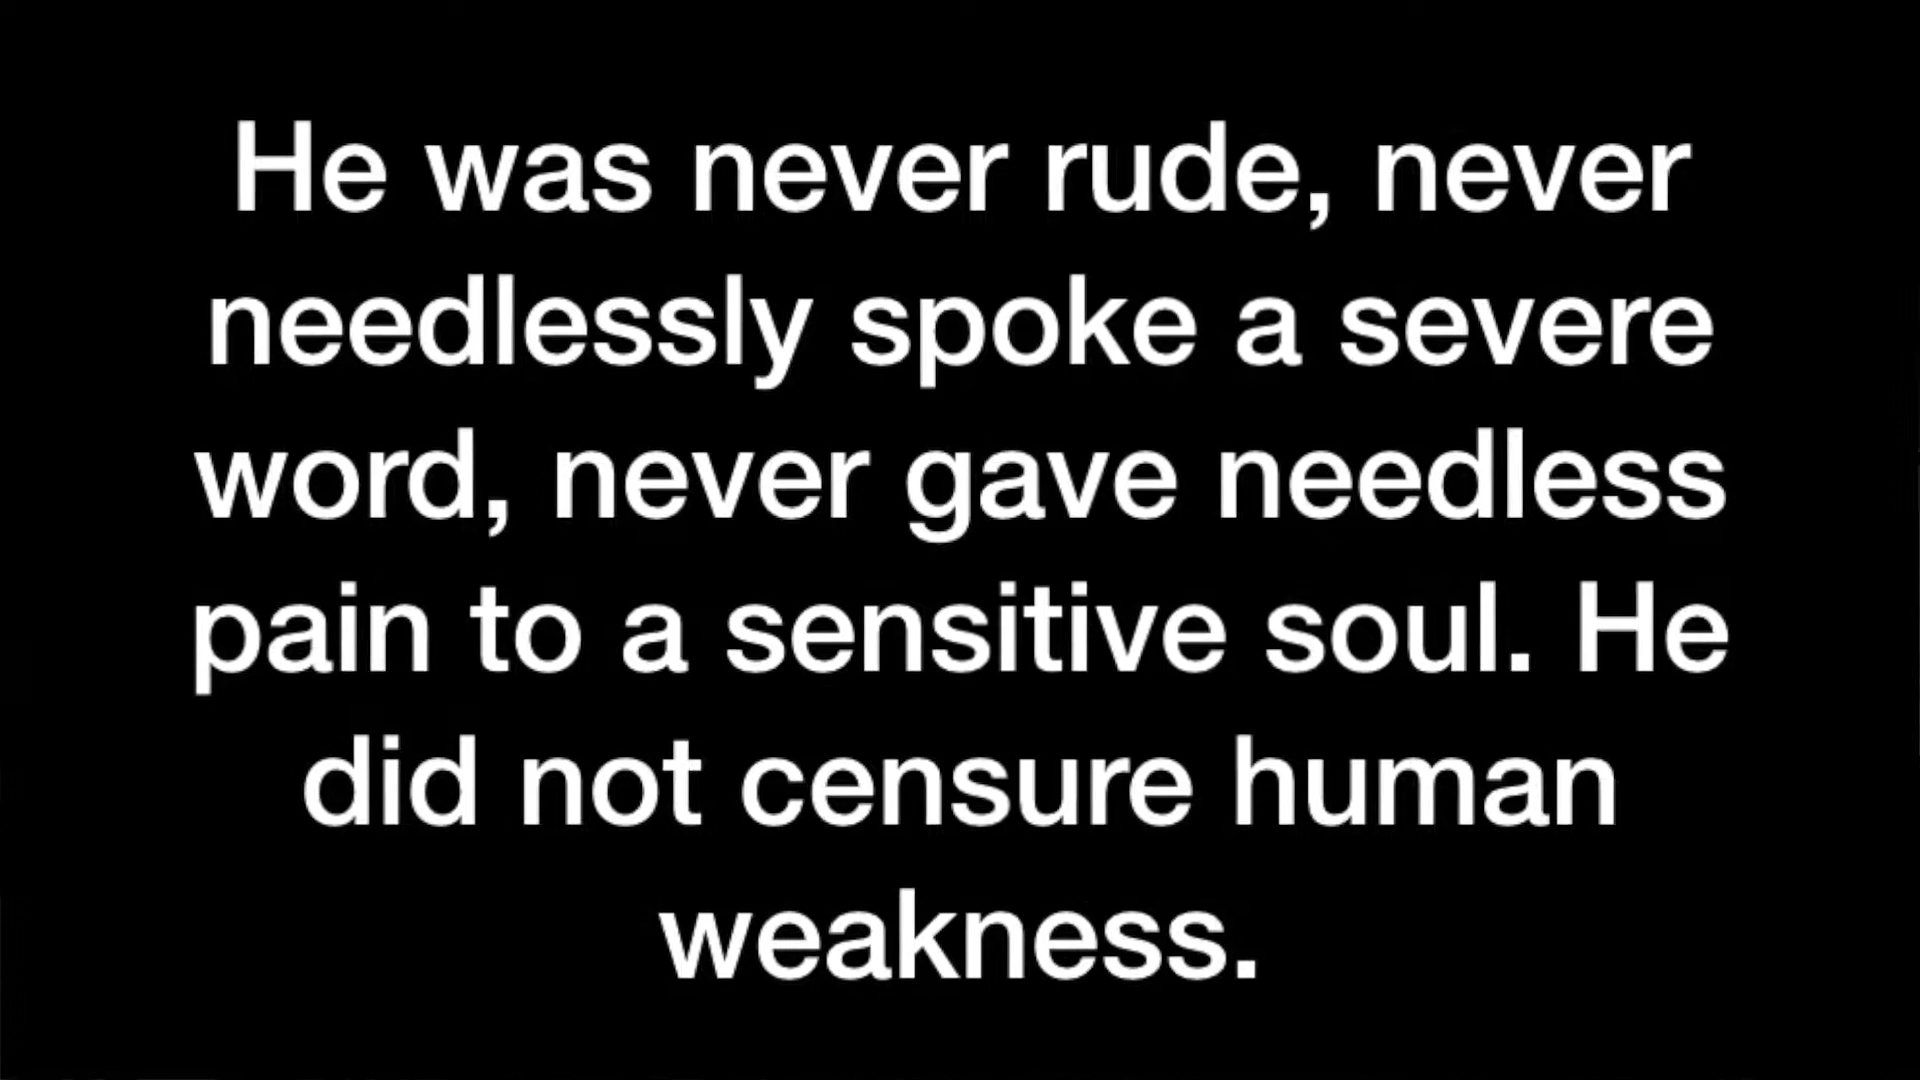 He was never rude, never
needlessly spoke a severe
word, never gave needless
pain to a sensitive soul. He
did not censure human
weakness.